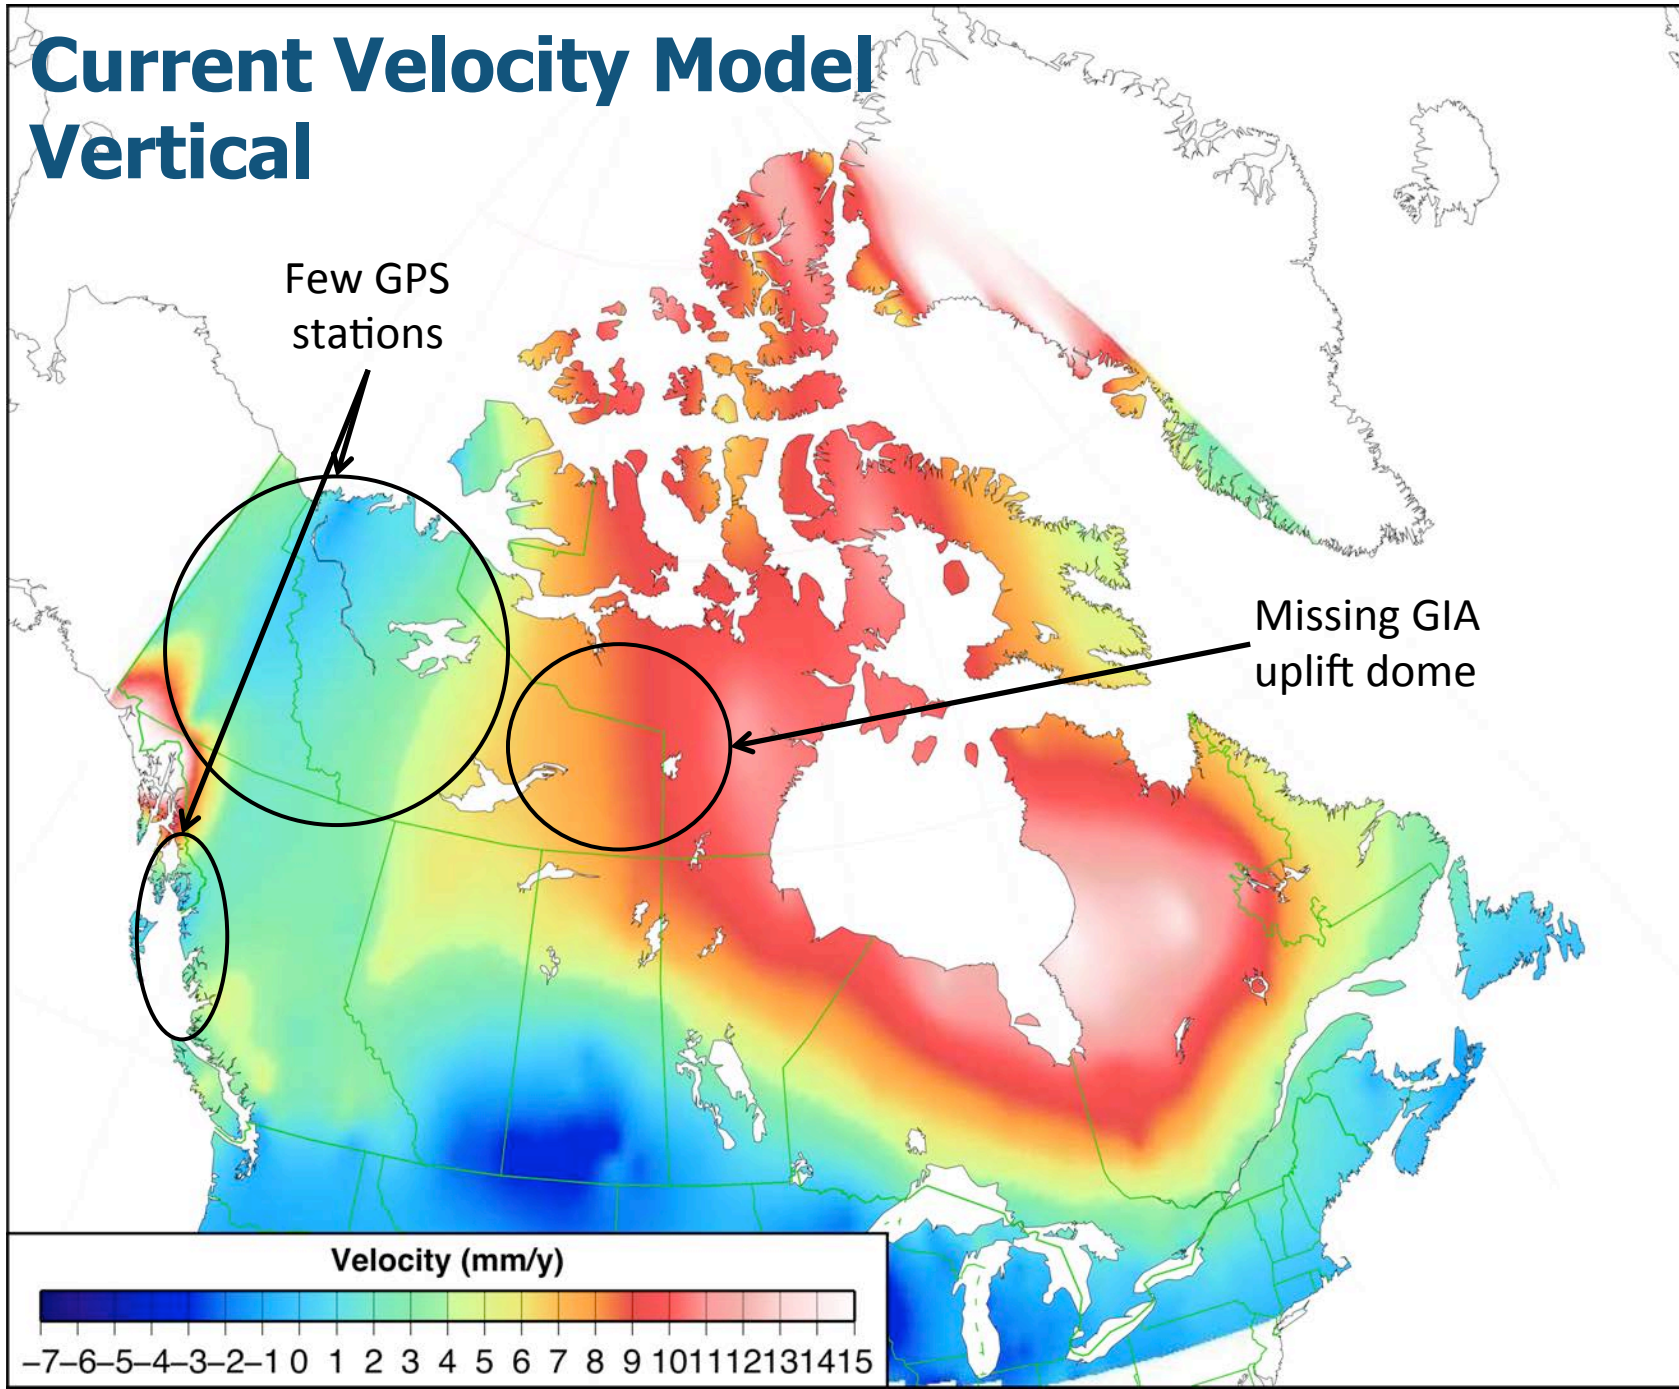 Current Velocity Model
Vertical
Few GPS
stations
Missing GIA
uplift dome
Velocity (mm/y)
−7−6−5−4−3−2−1 0 1 2 3 4 5 6 7 8 9 101112131415